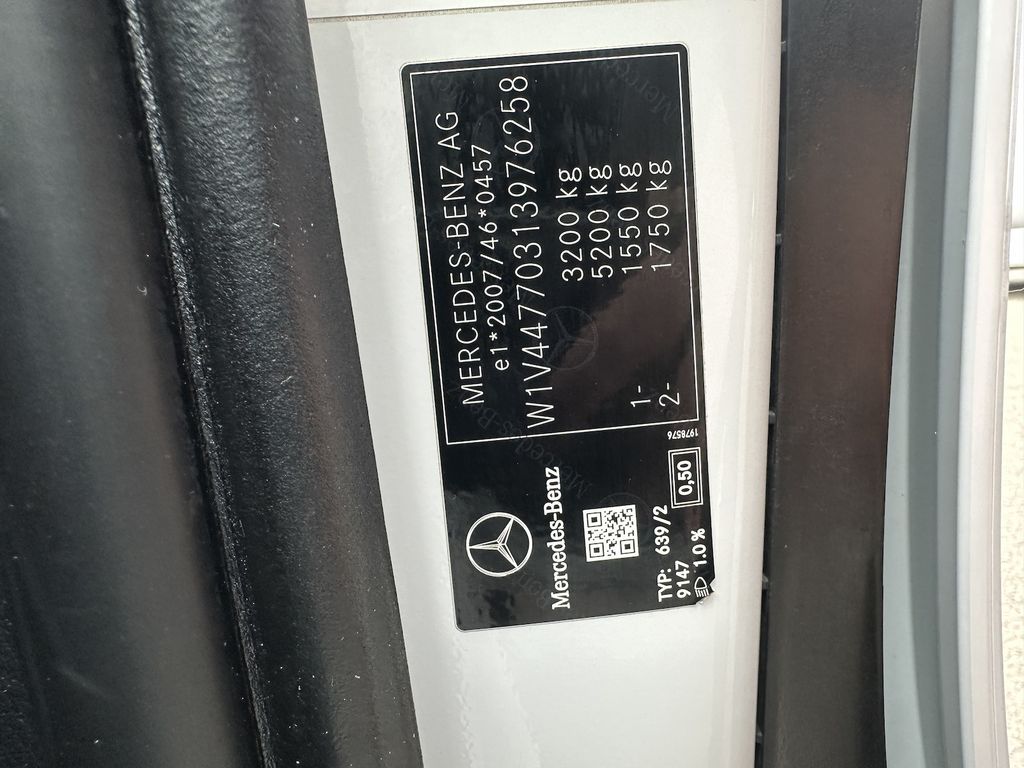 MERCEDES-BENZ AG
e1*2007/46*0457
W1V44770313976258
3200 kg
5200 kg
1- 1550 kg
2- 1750 kg
Mercedes-Benz
TYP: 639/2
9147
1.0 %
0,50
1978576